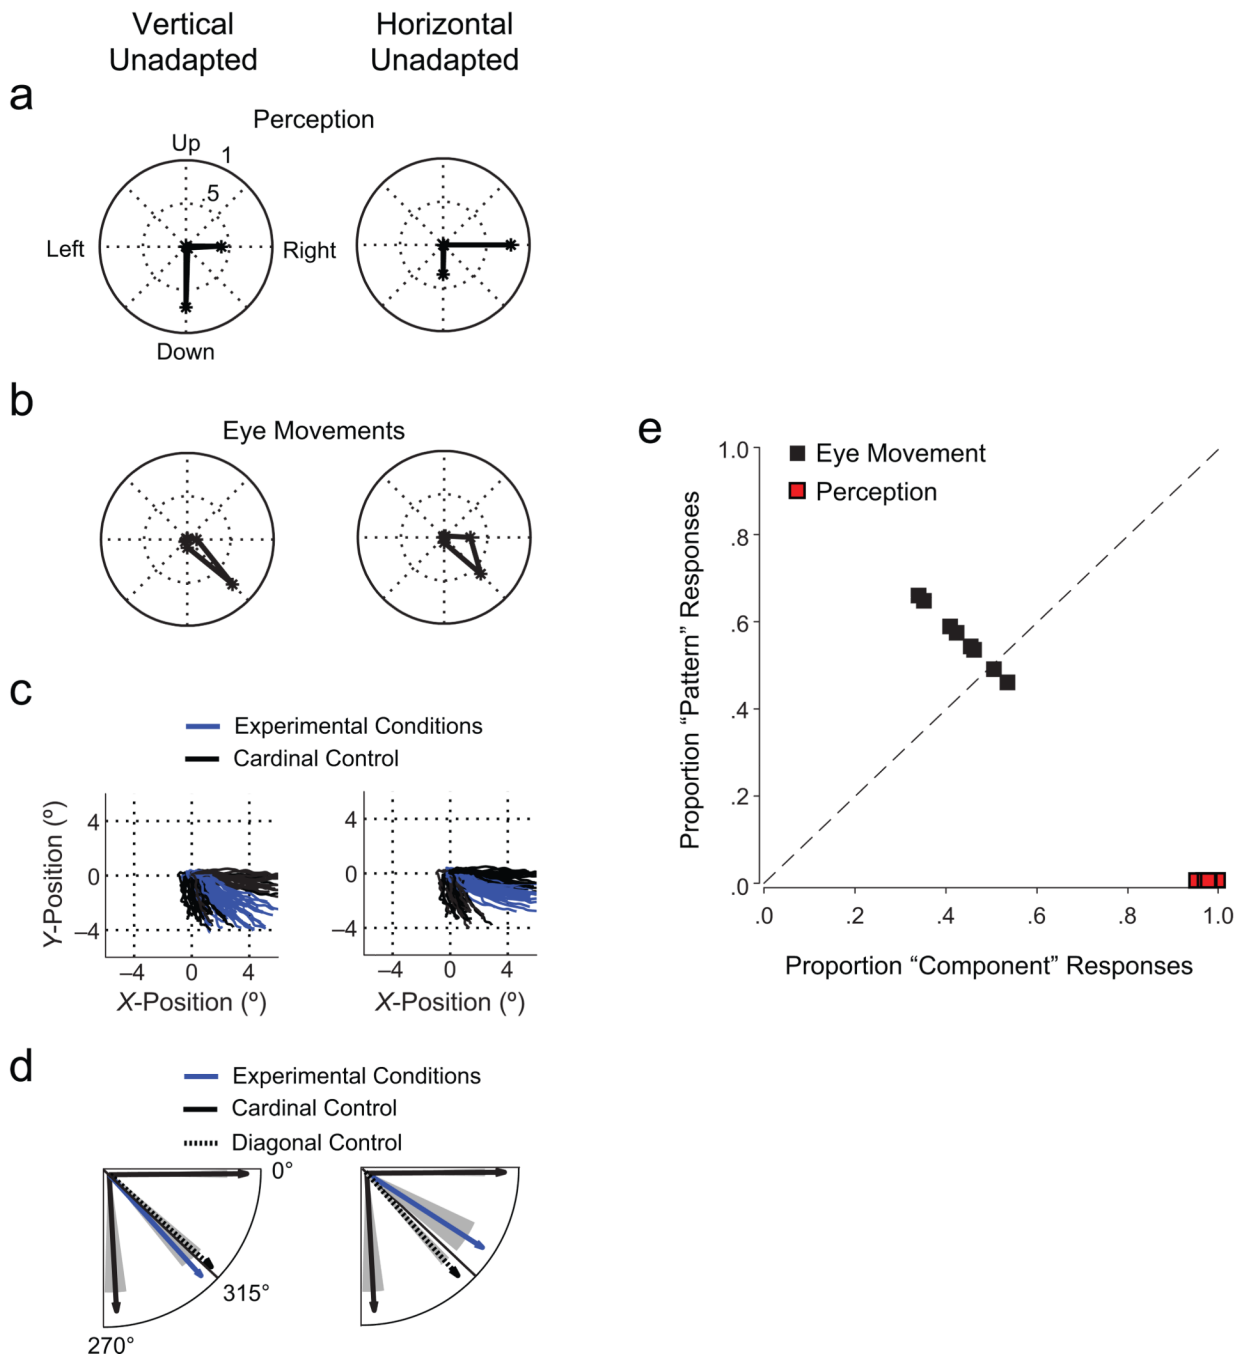 Vertical
Unadapted
Horizontal
Unadapted
a
Perception
Up
1
5
Left
Right
Down
b
Eye Movements
c
Experimental Conditions
Cardinal Control
Y-Position (º)
4
0
–4
–4 0 4
X-Position (º)
4
0
–4
–4 0 4
X-Position (º)
d
Experimental Conditions
Cardinal Control
Diagonal Control
0°
315°
270°
e
Eye Movement
Perception
Proportion “Pattern” Responses
1.0
.8
.6
.4
.2
.0
.0 .2 .4 .6 .8 1.0
Proportion “Component” Responses